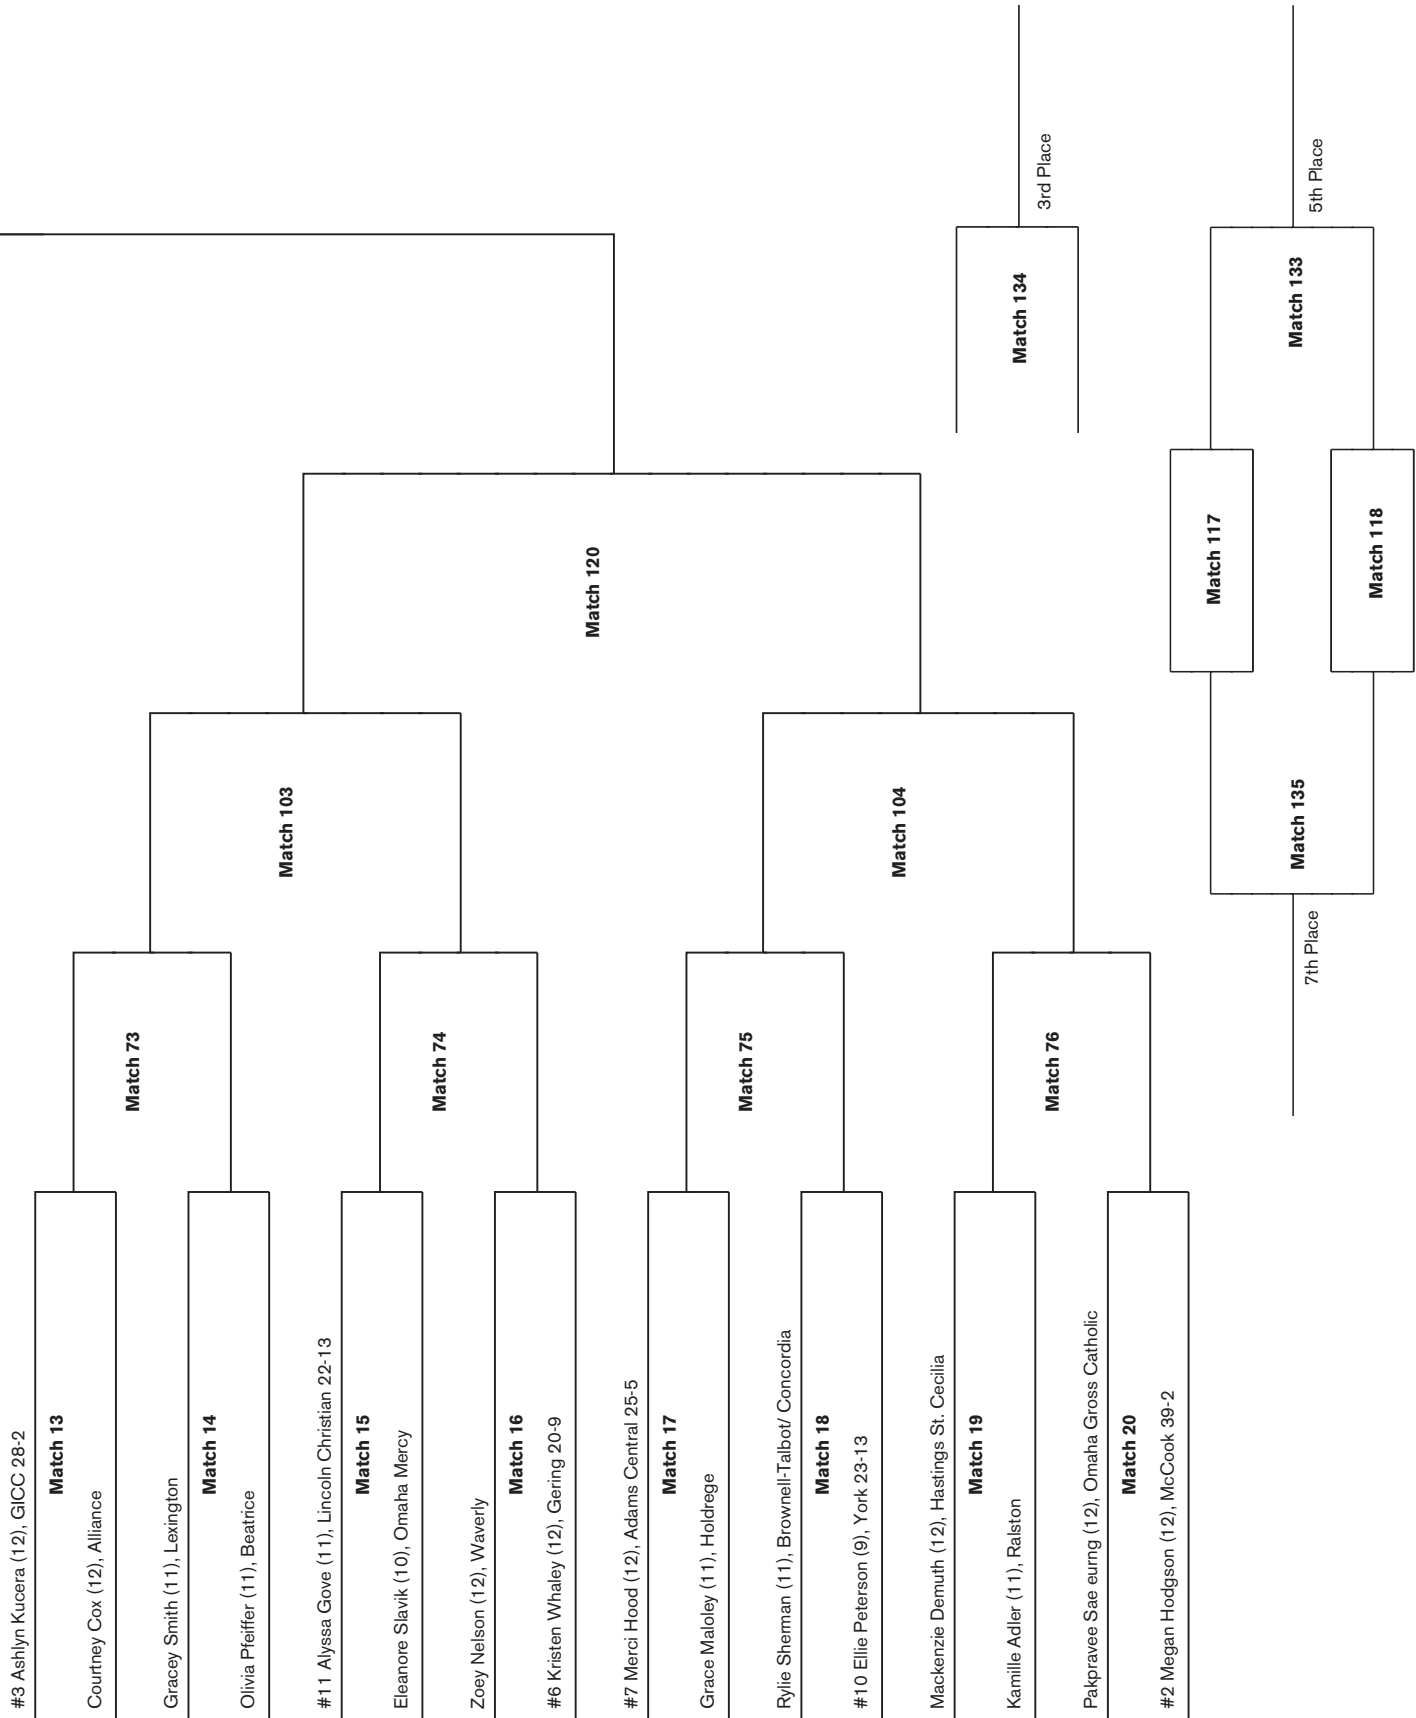 #3 Ashlyn Kucera (12), GICC 28-2
Match 13
Courtney Cox (12), Alliance
Match 73
Gracey Smith (11), Lexington
Match 14
Olivia Pfeiffer (11), Beatrice
Match 103
#11 Alyssa Gove (11), Lincoln Christian 22-13
Match 15
Eleanore Slavik (10), Omaha Mercy
Match 74
Zoey Nelson (12), Waverly
Match 16
#6 Kristen Whaley (12), Gering 20-9
Match 120
#7 Merci Hood (12), Adams Central 25-5
Match 17
Grace Maloley (11), Holdrege
Match 75
Rylie Sherman (11), Brownell-Talbot/ Concordia
Match 18
#10 Ellie Peterson (9), York 23-13
Match 104
Mackenzie Demuth (12), Hastings St. Cecilia
Match 19
Kamille Adler (11), Ralston
Match 76
Pakpravee Sae eurng (12), Omaha Gross Catholic
Match 20
#2 Megan Hodgson (12), McCook 39-2
Match 134
3rd Place
Match 117
Match 118
Match 133
5th Place
Match 135
7th Place